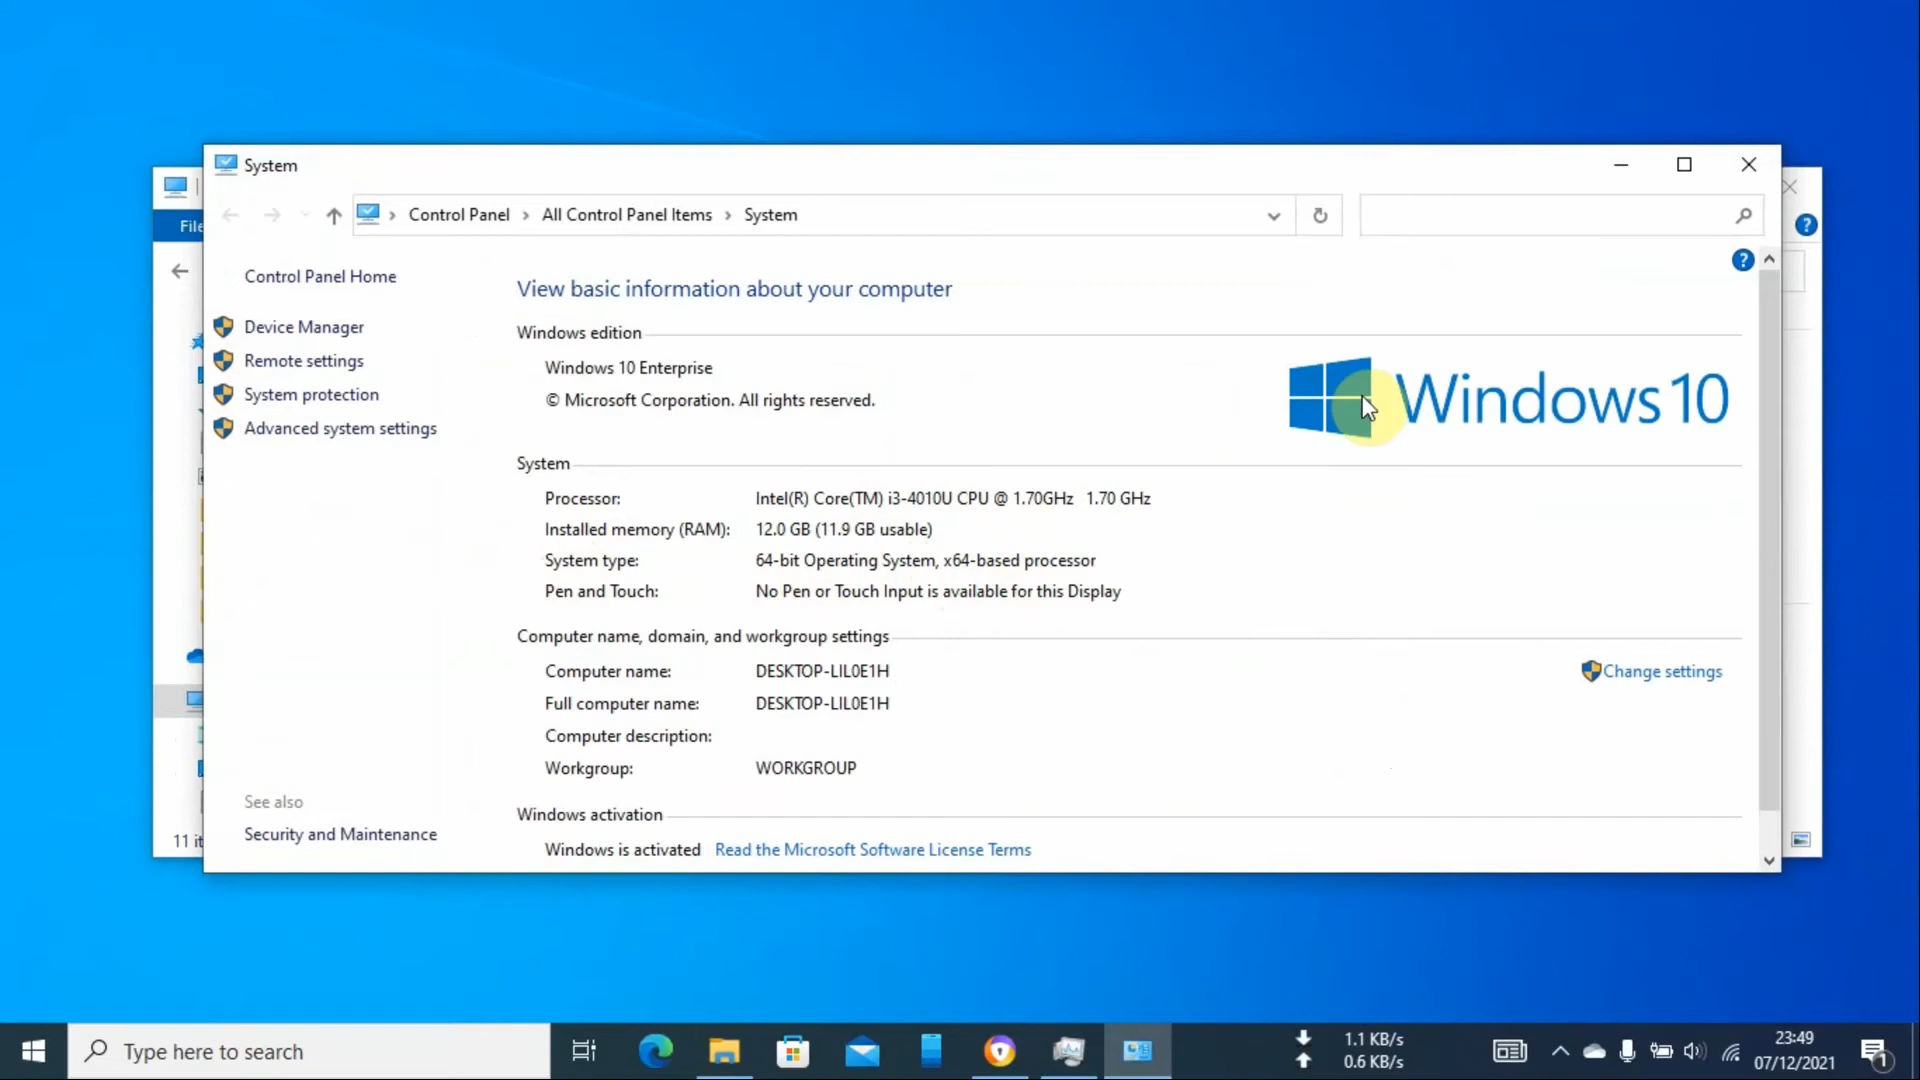 System
File
Control Panel › All Control Panel Items › System
Control Panel Home
Device Manager
Remote settings
System protection
Advanced system settings
See also
Security and Maintenance
View basic information about your computer
Windows edition
Windows 10 Enterprise
© Microsoft Corporation. All rights reserved.
Windows 10
System
Processor: Intel(R) Core(TM) i3-4010U CPU @ 1.70GHz 1.70 GHz
Installed memory (RAM): 12.0 GB (11.9 GB usable)
System type: 64-bit Operating System, x64-based processor
Pen and Touch: No Pen or Touch Input is available for this Display
Computer name, domain, and workgroup settings
Computer name: DESKTOP-LIL0E1H
Change settings
Full computer name: DESKTOP-LIL0E1H
Computer description:
Workgroup: WORKGROUP
Windows activation
Windows is activated Read the Microsoft Software License Terms
11
Type here to search
1.1 KB/s
0.6 KB/s
23:49
07/12/2021
1